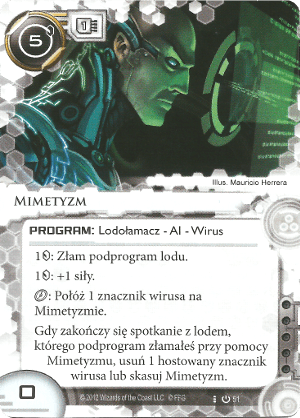 5
1
Illus. Mauricio Herrera
Mimetyzm
PROGRAM: Lodołamacz - AI - Wirus
1: Złam podprogram lodu.
1: +1 siły.
: Połóż 1 znacznik wirusa na
Mimetyzmie.
Gdy zakończy się spotkanie z lodem,
którego podprogram złamałeś przy pomocy
Mimetyzmu, usuń 1 hostowany znacznik
wirusa lub skasuj Mimetyzm.
0
©2012 Wizards of the Coast LLC. © FFG
51